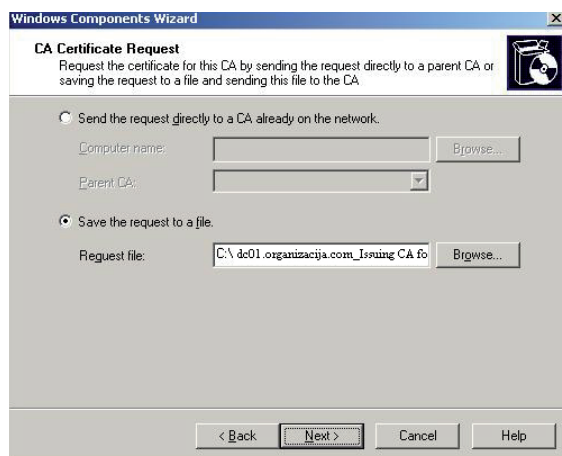 Windows Components Wizard
CA Certificate Request
Request the certificate for this CA by sending the request directly to a parent CA or
saving the request to a file and sending this file to the CA
Send the request directly to a CA already on the network.
Computer name:
Browse...
Parent CA:
Save the request to a file.
Request file:
C:\ dc01.organizacija.com_Issuing CA fo
Browse...
< Back
Next >
Cancel
Help